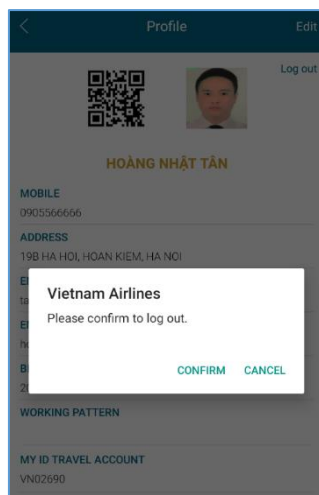 Profile
Edit
Log out
HOÀNG NHẬT TÂN
MOBILE
0905566666
ADDRESS
19B HA HOI, HOAN KIEM, HA NOI
Vietnam Airlines
Please confirm to log out.
CONFIRM CANCEL
WORKING PATTERN
MY ID TRAVEL ACCOUNT
VN02690